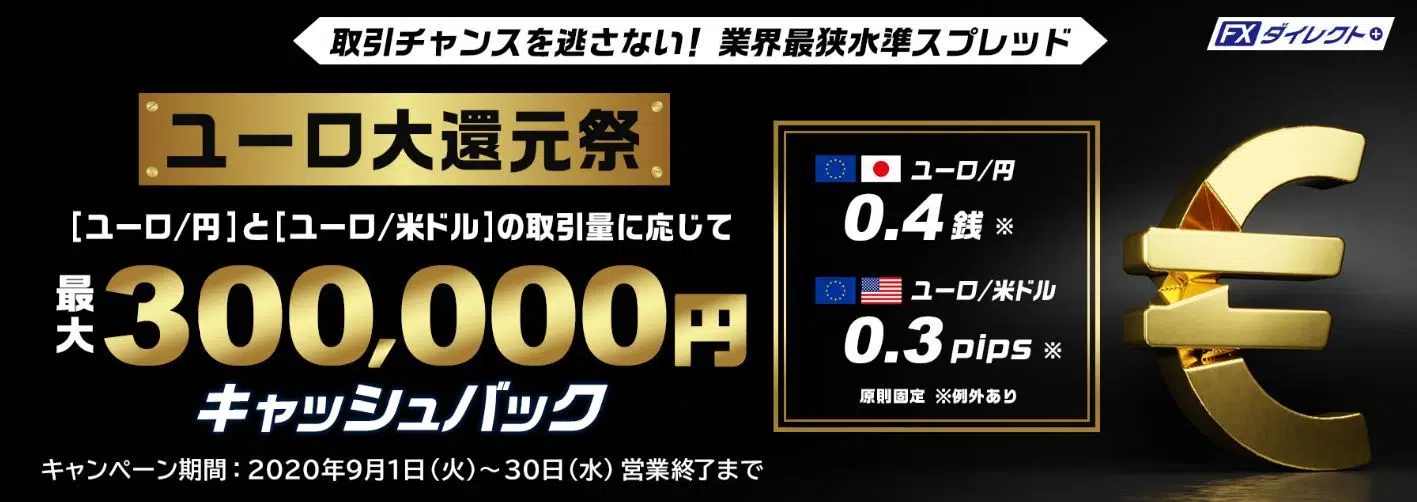 取引チャンスを逃さない! 業界最狭水準スプレッド
FXダイレクト+
ユーロ大還元祭
[ユーロ/円]と[ユーロ/米ドル]の取引量に応じて
最大300,000円
キャッシュバック
キャンペーン期間：2020年9月1日(火)～30日(水) 営業終了まで
ユーロ/円
0.4銭 ※
ユーロ/米ドル
0.3pips ※
原則固定 ※例外あり